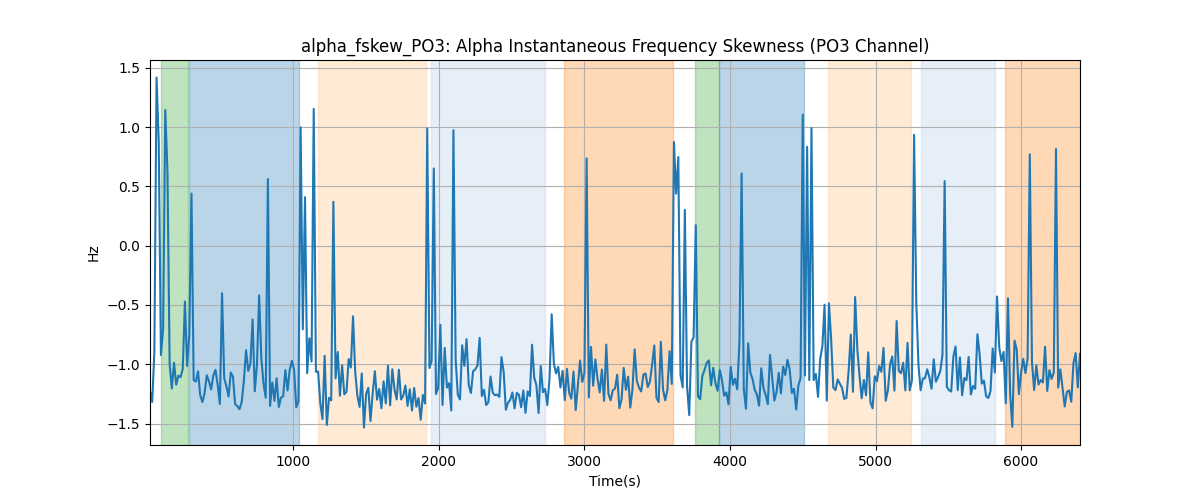 alpha_fskew_PO3: Alpha Instantaneous Frequency Skewness (PO3 Channel)
1.5
1.0
0.5
0.0
−0.5
−1.0
−1.5
Hz
1000 2000 3000 4000 5000 6000
Time(s)